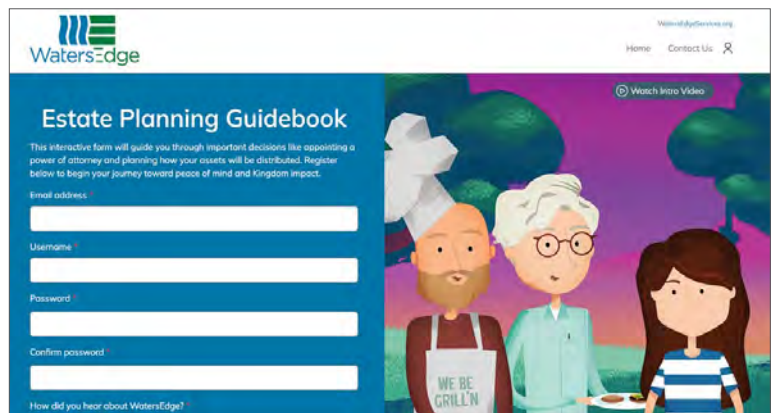 WatersEdgeServices.org
WatersEdge
Home Contact Us
Watch Intro Video
Estate Planning Guidebook
This interactive form will guide you through important decisions like appointing a
power of attorney and planning how your assets will be distributed. Register
below to begin your journey toward peace of mind and Kingdom impact.
Email address *
Username *
Password *
Confirm password *
How did you hear about WatersEdge? *
WE BE
GRILL'N